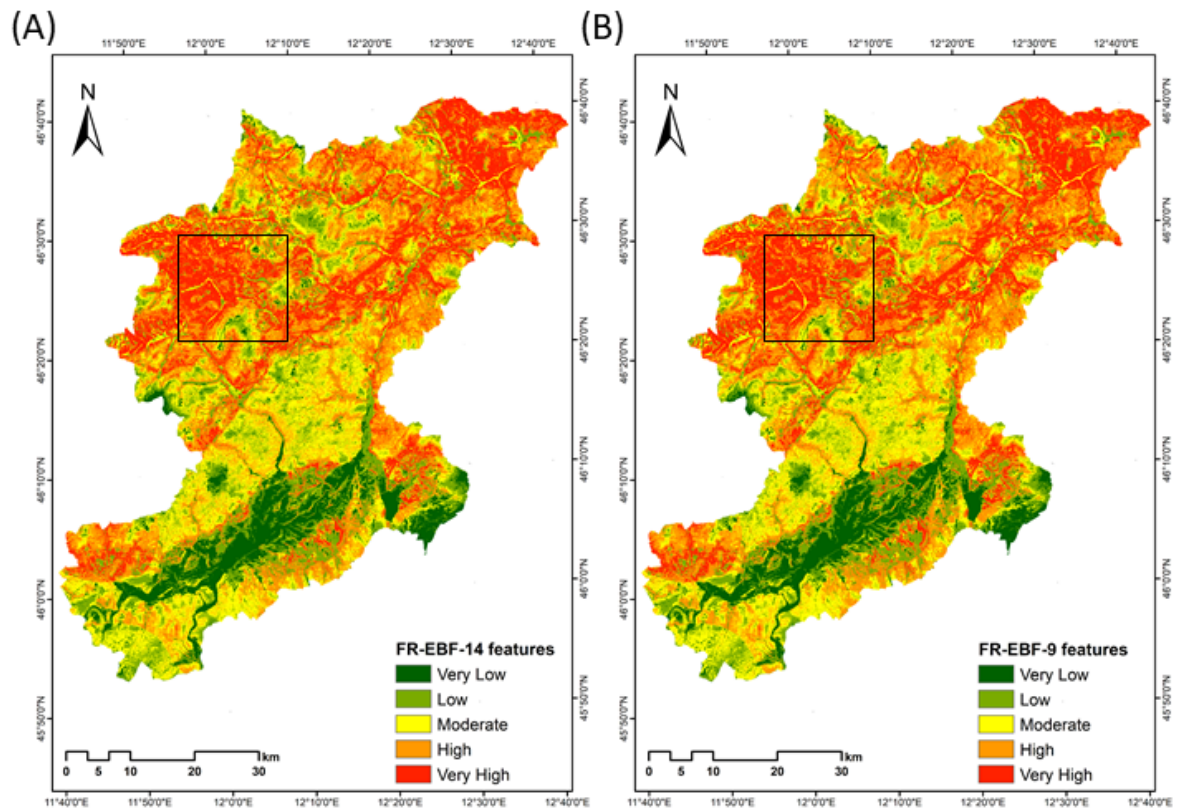 (A)
11°50'0"E 12°0'0"E 12°10'0"E 12°20'0"E 12°30'0"E 12°40'0"E
N
46°40'0"N
46°30'0"N
46°20'0"N
46°10'0"N
46°0'0"N
45°50'0"N
46°40'0"N
46°30'0"N
46°20'0"N
46°10'0"N
46°0'0"N
45°50'0"N
FR-EBF-14 features
Very Low
Low
Moderate
High
Very High
km
0 5 10 20 30
11°40'0"E 11°50'0"E 12°0'0"E 12°10'0"E 12°20'0"E 12°30'0"E 12°40'0"E
(B)
11°50'0"E 12°0'0"E 12°10'0"E 12°20'0"E 12°30'0"E 12°40'0"E
N
46°40'0"N
46°30'0"N
46°20'0"N
46°10'0"N
46°0'0"N
45°50'0"N
46°40'0"N
46°30'0"N
46°20'0"N
46°10'0"N
46°0'0"N
45°50'0"N
FR-EBF-9 features
Very Low
Low
Moderate
High
Very High
km
0 5 10 20 30
11°40'0"E 11°50'0"E 12°0'0"E 12°10'0"E 12°20'0"E 12°30'0"E 12°40'0"E